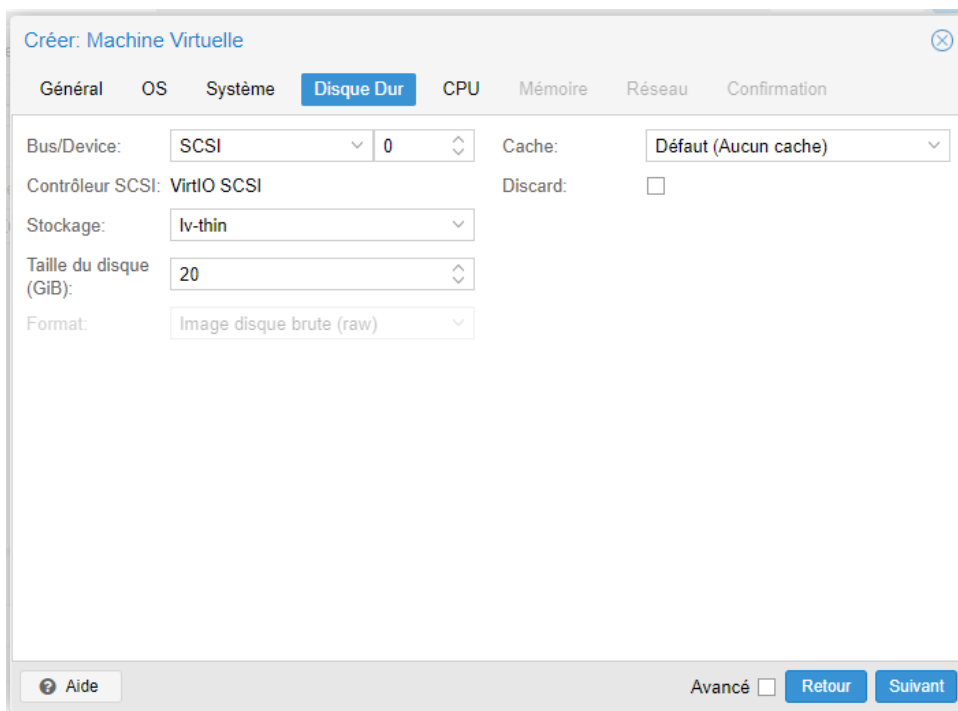 Créer: Machine Virtuelle
Général OS Système Disque Dur CPU Mémoire Réseau Confirmation
Bus/Device: SCSI 0 Cache: Défaut (Aucun cache)
Contrôleur SCSI: VirtIO SCSI Discard:
Stockage: lv-thin
Taille du disque
(GiB): 20
Format: Image disque brute (raw)
Aide Avancé Retour Suivant